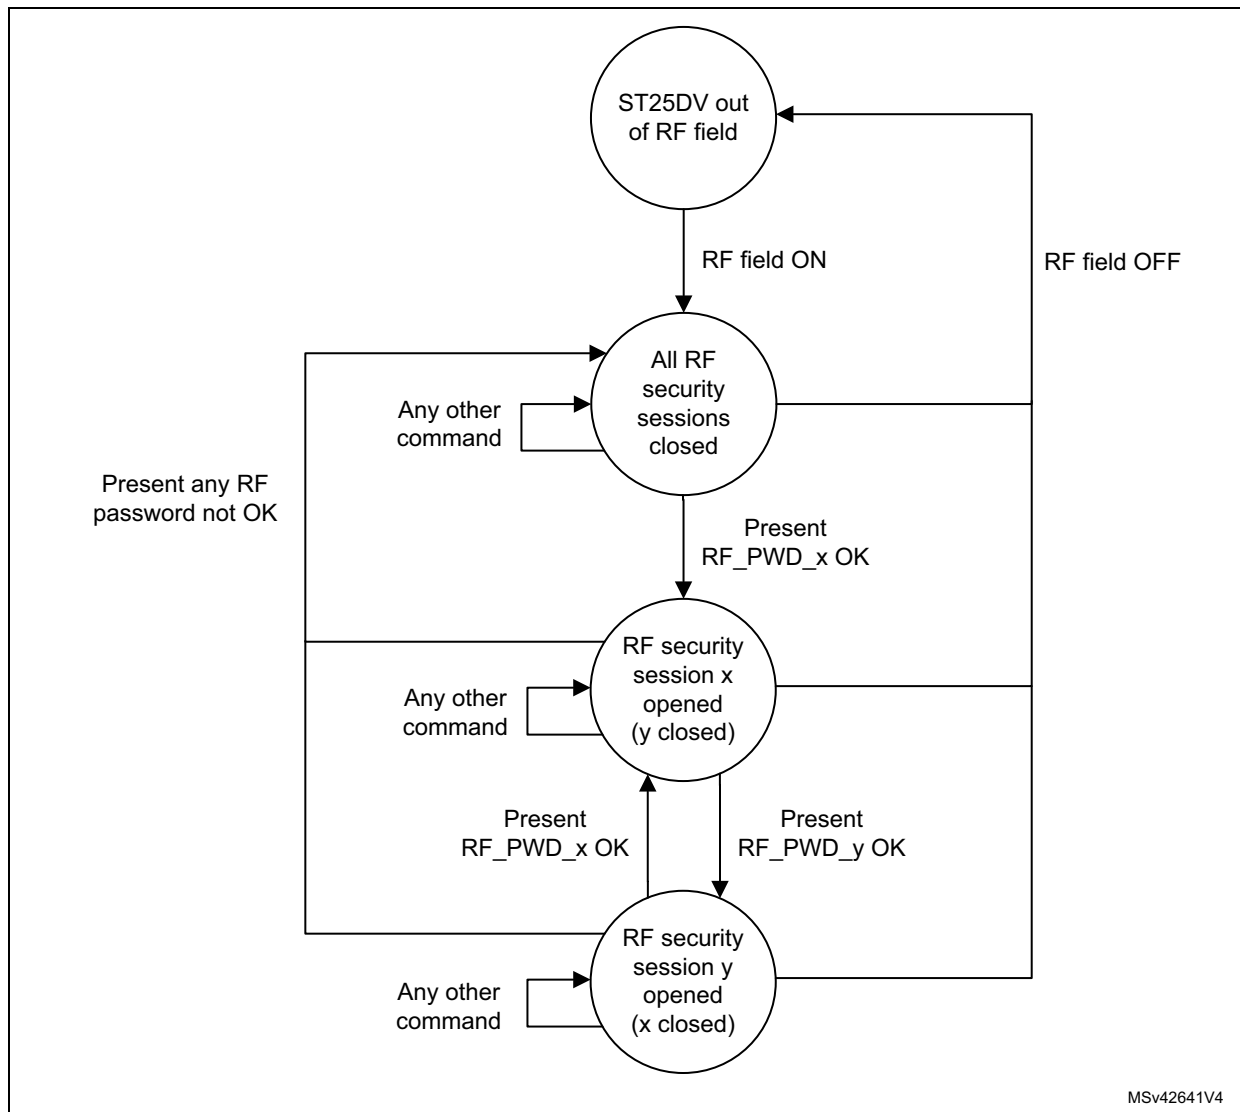 ST25DV out
of RF field
RF field ON
RF field OFF
All RF
security
sessions
closed
Any other
command
Present any RF
password not OK
Present
RF_PWD_x OK
RF security
session x
opened
(y closed)
Any other
command
Present
RF_PWD_x OK
Present
RF_PWD_y OK
RF security
session y
opened
(x closed)
Any other
command
MSv42641V4